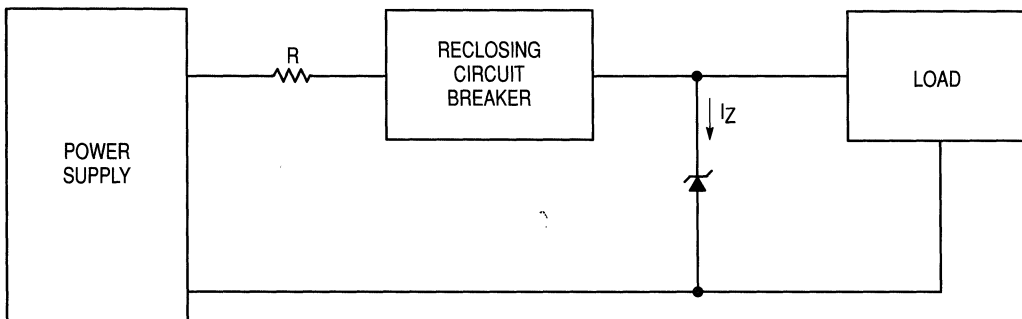 POWER
SUPPLY
R
RECLOSING
CIRCUIT
BREAKER
IZ
LOAD